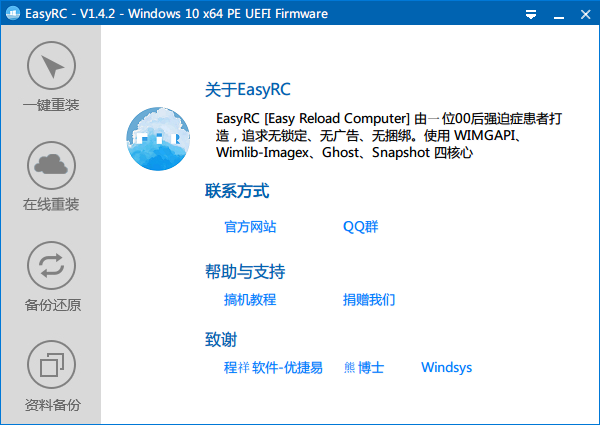 EasyRC - V1.4.2 - Windows 10 x64 PE UEFI Firmware
一键重装
在线重装
备份还原
资料备份
关于EasyRC
EasyRC [Easy Reload Computer] 由一位00后强迫症患者打
造，追求无锁定、无广告、无捆绑。使用 WIMGAPI、
Wimlib-Imagex、Ghost、Snapshot 四核心
联系方式
官方网站 QQ群
帮助与支持
搞机教程 捐赠我们
致谢
程祥软件-优捷易 熊博士 Windsys